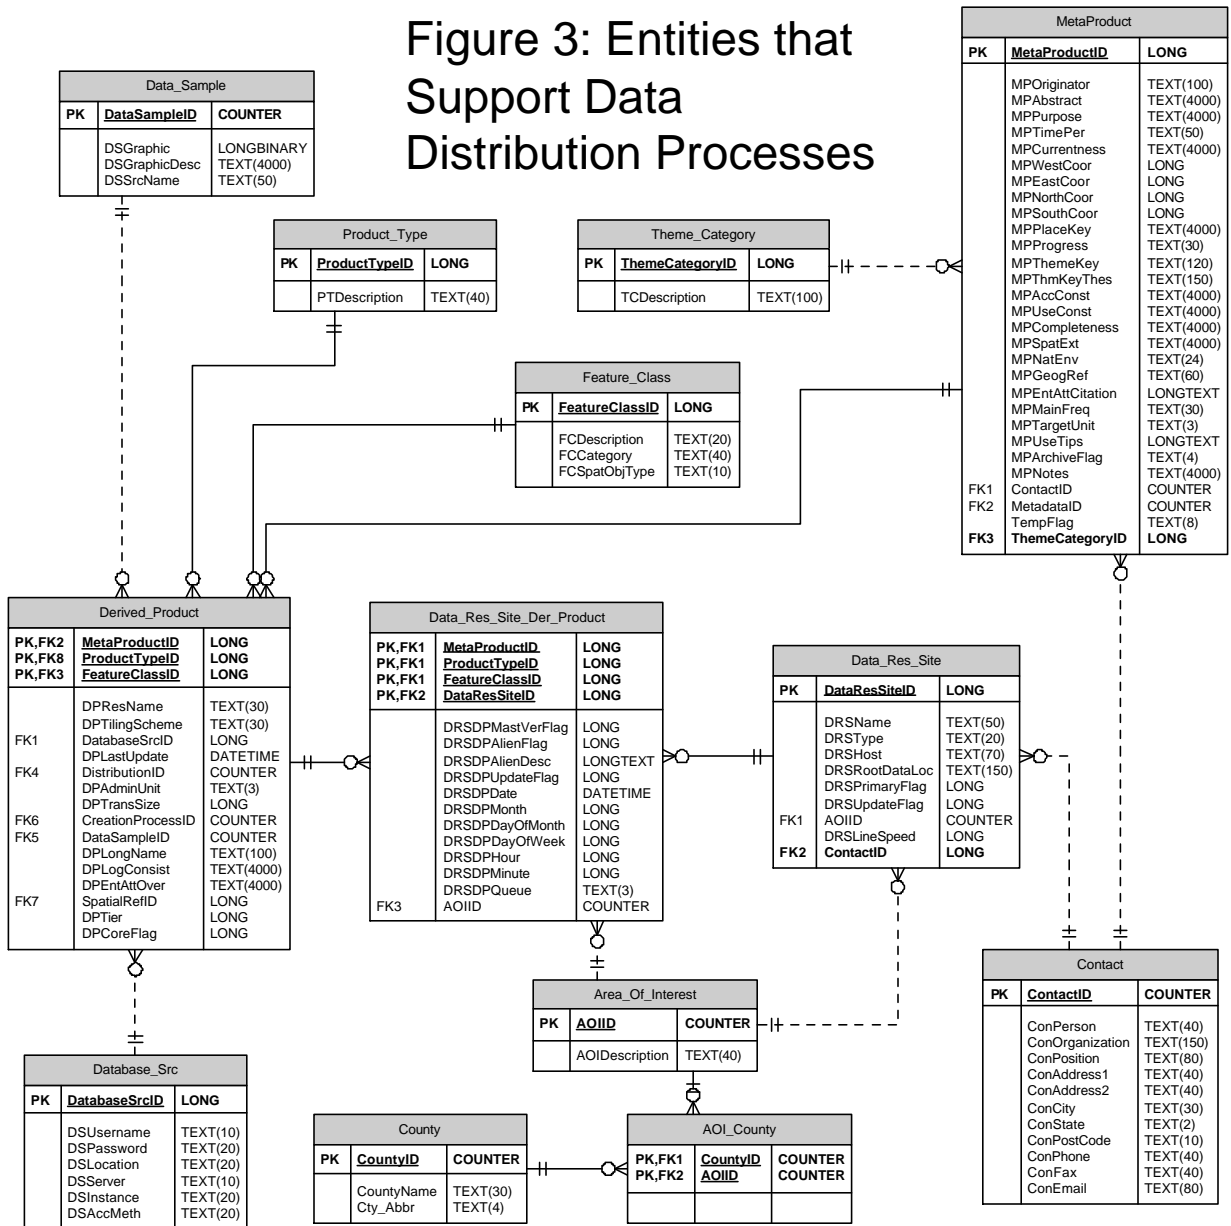 Figure 3: Entities that
Support Data
Distribution Processes
Data_Sample
PK DataSampleID COUNTER
DSGraphic LONGBINARY
DSGraphicDesc TEXT(4000)
DSSrcName TEXT(50)
Product_Type
PK ProductTypeID LONG
PTDescription TEXT(40)
Theme_Category
PK ThemeCategoryID LONG
TCDescription TEXT(100)
Feature_Class
PK FeatureClassID LONG
FCDescription TEXT(20)
FCCategory TEXT(40)
FCSpatObjType TEXT(10)
MetaProduct
PK MetaProductID LONG
MPOriginator TEXT(100)
MPAbstract TEXT(4000)
MPPurpose TEXT(4000)
MPTimePer TEXT(50)
MPCurrentness TEXT(4000)
MPWestCoor LONG
MPEastCoor LONG
MPNorthCoor LONG
MPSouthCoor LONG
MPPlaceKey TEXT(4000)
MPProgress TEXT(30)
MPThemeKey TEXT(120)
MPThmKeyThes TEXT(150)
MPAccConst TEXT(4000)
MPUseConst TEXT(4000)
MPCompleteness TEXT(4000)
MPSpatExt TEXT(4000)
MPNatEnv TEXT(24)
MPGeogRef TEXT(60)
MPEntAttCitation LONGTEXT
MPMainFreq TEXT(30)
MPTargetUnit TEXT(3)
MPUseTips LONGTEXT
MPArchiveFlag TEXT(4)
MPNotes TEXT(4000)
FK1 ContactID COUNTER
FK2 MetadataID COUNTER
TempFlag TEXT(8)
FK3 ThemeCategoryID LONG
Derived_Product
PK,FK2 MetaProductID LONG
PK,FK8 ProductTypeID LONG
PK,FK3 FeatureClassID LONG
DPResName TEXT(30)
DPTilingScheme TEXT(30)
FK1 DatabaseSrcID LONG
DPLastUpdate DATETIME
FK4 DistributionID COUNTER
DPAdminUnit TEXT(3)
DPTransSize LONG
FK6 CreationProcessID COUNTER
FK5 DataSampleID COUNTER
DPLongName TEXT(100)
DPLogConsist TEXT(4000)
DPEntAttOver TEXT(4000)
FK7 SpatialRefID LONG
DPTier LONG
DPCoreFlag LONG
Data_Res_Site_Der_Product
PK,FK1 MetaProductID LONG
PK,FK1 ProductTypeID LONG
PK,FK1 FeatureClassID LONG
PK,FK2 DataResSiteID LONG
DRSDPMastVerFlag LONG
DRSDPAlienFlag LONG
DRSDPAlienDesc LONGTEXT
DRSDPUpdateFlag LONG
DRSDPDate DATETIME
DRSDPMonth LONG
DRSDPDayOfMonth LONG
DRSDPDayOfWeek LONG
DRSDPHour LONG
DRSDPMinute LONG
DRSDPQueue TEXT(3)
FK3 AOIID COUNTER
Data_Res_Site
PK DataResSiteID LONG
DRSName TEXT(50)
DRSType TEXT(20)
DRSHost TEXT(70)
DRSRootDataLoc TEXT(150)
DRSPrimaryFlag LONG
DRSUpdateFlag LONG
FK1 AOIID COUNTER
DRSLineSpeed LONG
FK2 ContactID LONG
Area_Of_Interest
PK AOIID COUNTER
AOIDescription TEXT(40)
Contact
PK ContactID COUNTER
ConPerson TEXT(40)
ConOrganization TEXT(150)
ConPosition TEXT(80)
ConAddress1 TEXT(40)
ConAddress2 TEXT(40)
ConCity TEXT(30)
ConState TEXT(2)
ConPostCode TEXT(10)
ConPhone TEXT(40)
ConFax TEXT(40)
ConEmail TEXT(80)
Database_Src
PK DatabaseSrcID LONG
DSUsername TEXT(10)
DSPassword TEXT(20)
DSLocation TEXT(20)
DSServer TEXT(10)
DSInstance TEXT(20)
DSAccMeth TEXT(20)
County
PK CountyID COUNTER
CountyName TEXT(30)
Cty_Abbr TEXT(4)
AOI_County
PK,FK1 CountyID COUNTER
PK,FK2 AOIID COUNTER